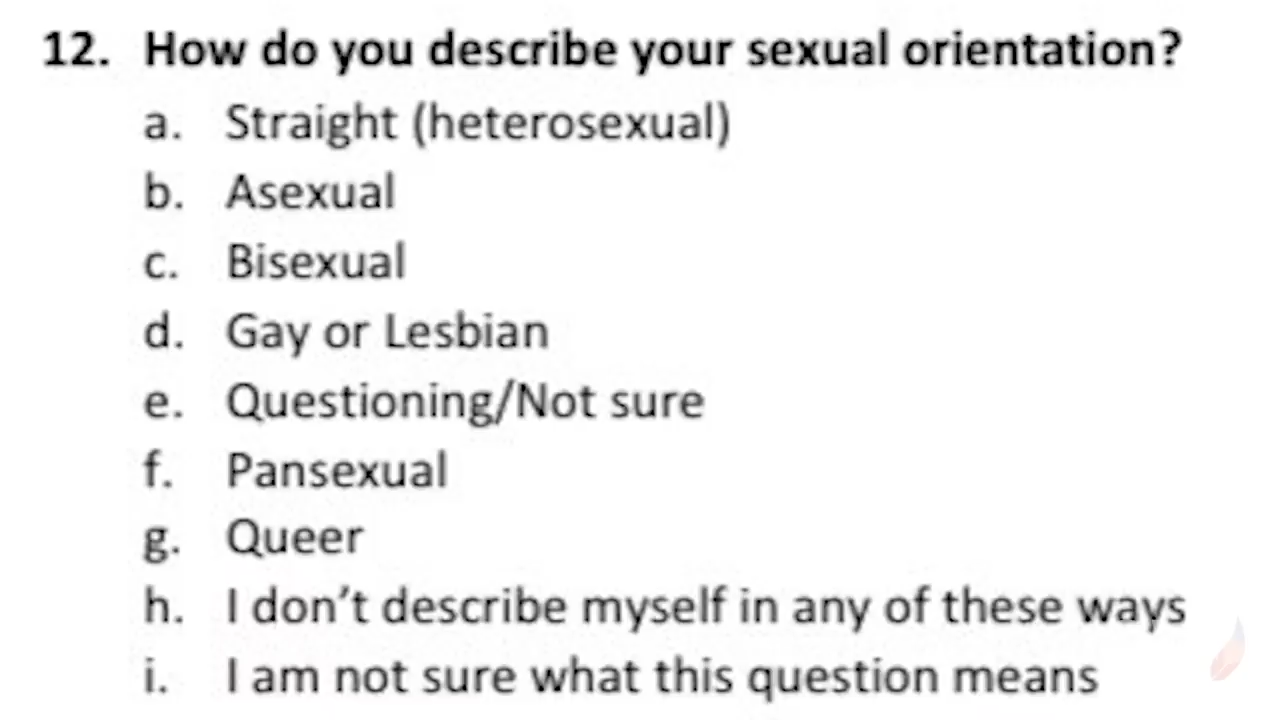 12. How do you describe your sexual orientation?
a. Straight (heterosexual)
b. Asexual
c. Bisexual
d. Gay or Lesbian
e. Questioning/Not sure
f. Pansexual
g. Queer
h. I don’t describe myself in any of these ways
i. I am not sure what this question means